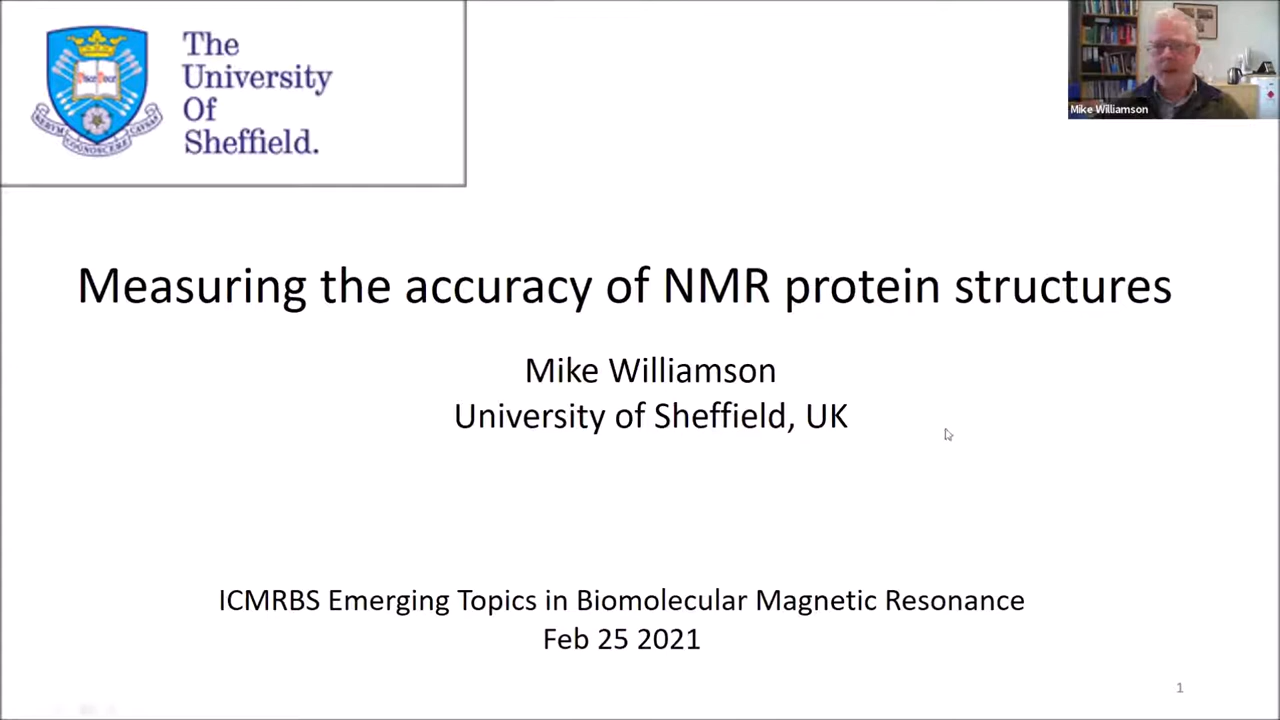 The
University
Of
Sheffield.
Mike Williamson
Measuring the accuracy of NMR protein structures
Mike Williamson
University of Sheffield, UK
ICMRBS Emerging Topics in Biomolecular Magnetic Resonance
Feb 25 2021
1